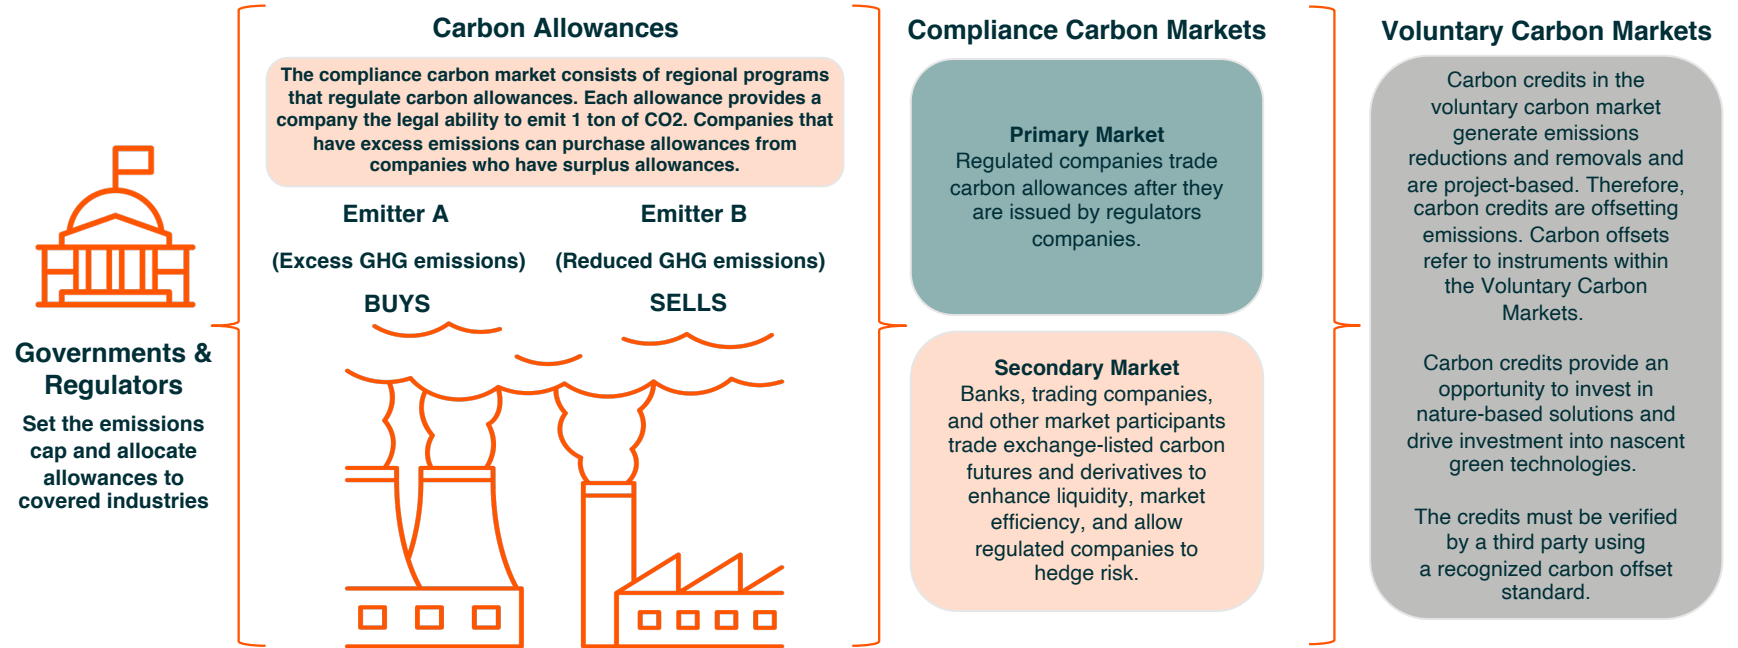 Governments &
Regulators
Set the emissions
cap and allocate
allowances to
covered industries
Carbon Allowances
The compliance carbon market consists of regional programs
that regulate carbon allowances. Each allowance provides a
company the legal ability to emit 1 ton of CO2. Companies that
have excess emissions can purchase allowances from
companies who have surplus allowances.
Emitter A
(Excess GHG emissions)
BUYS
Emitter B
(Reduced GHG emissions)
SELLS
Compliance Carbon Markets
Primary Market
Regulated companies trade
carbon allowances after they
are issued by regulators
companies.
Secondary Market
Banks, trading companies,
and other market participants
trade exchange-listed carbon
futures and derivatives to
enhance liquidity, market
efficiency, and allow
regulated companies to
hedge risk.
Voluntary Carbon Markets
Carbon credits in the
voluntary carbon market
generate emissions
reductions and removals and
are project-based. Therefore,
carbon credits are offsetting
emissions. Carbon offsets
refer to instruments within
the Voluntary Carbon
Markets.
Carbon credits provide an
opportunity to invest in
nature-based solutions and
drive investment into nascent
green technologies.
The credits must be verified
by a third party using
a recognized carbon offset
standard.